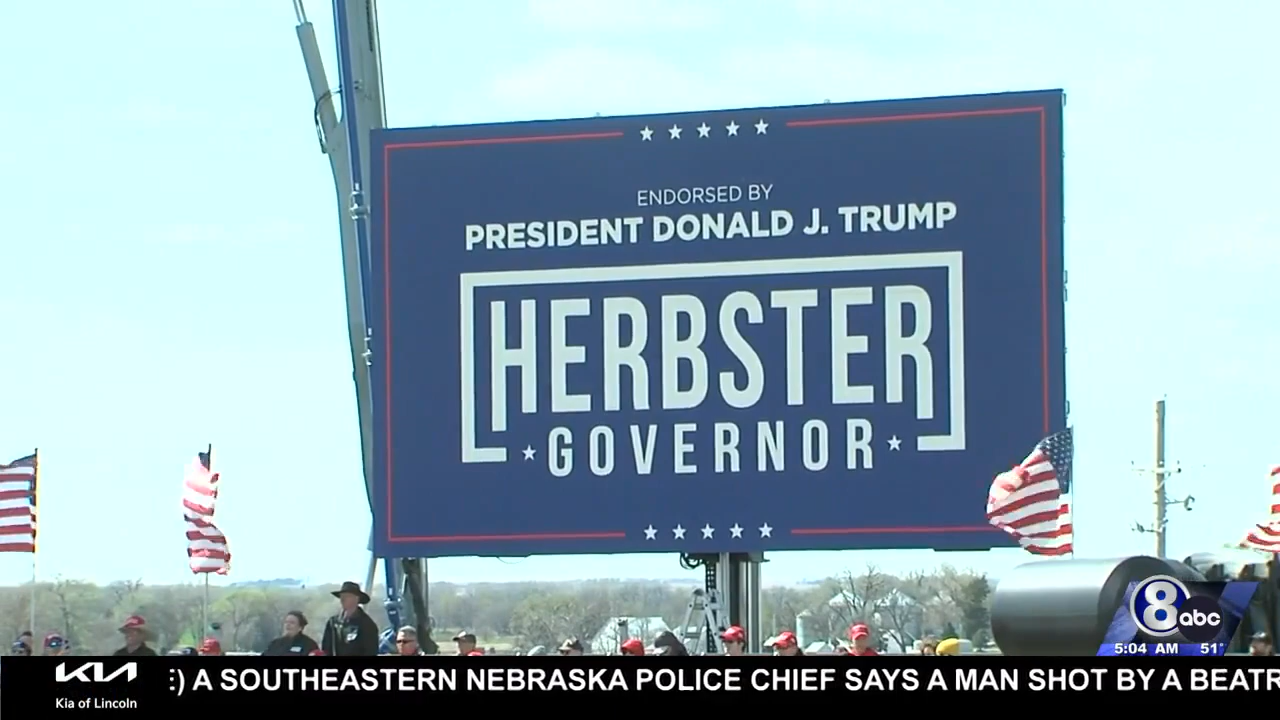 ENDORSED BY
PRESIDENT DONALD J. TRUMP
HERBSTER
GOVERNOR
8 abc
5:04 AM 51°
KIA
Kia of Lincoln
E) A SOUTHEASTERN NEBRASKA POLICE CHIEF SAYS A MAN SHOT BY A BEATR